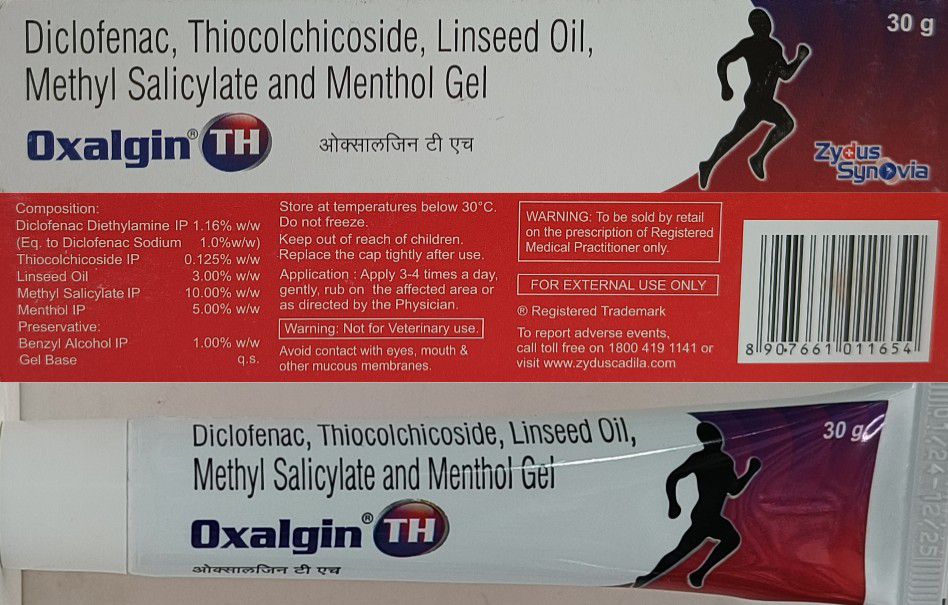 Diclofenac, Thiocolchicoside, Linseed Oil,
Methyl Salicylate and Menthol Gel
30 g
Oxalgin® TH
ओक्सालजिन टी एच
Zydus
Synovia
Composition:
Diclofenac Diethylamine IP 1.16% w/w
(Eq. to Diclofenac Sodium 1.0%w/w)
Thiocolchicoside IP 0.125% w/w
Linseed Oil 3.00% w/w
Methyl Salicylate IP 10.00% w/w
Menthol IP 5.00% w/w
Preservative:
Benzyl Alcohol IP 1.00% w/w
Gel Base q.s.
Store at temperatures below 30°C.
Do not freeze.
Keep out of reach of children.
Replace the cap tightly after use.
Application : Apply 3-4 times a day,
gently, rub on the affected area or
as directed by the Physician.
Warning: Not for Veterinary use.
Avoid contact with eyes, mouth &
other mucous membranes.
WARNING: To be sold by retail
on the prescription of Registered
Medical Practitioner only.
FOR EXTERNAL USE ONLY
® Registered Trademark
To report adverse events,
call toll free on 1800 419 1141 or
visit www.zyduscadila.com
8 907661 011654
Diclofenac, Thiocolchicoside, Linseed Oil,
Methyl Salicylate and Menthol Gel
30 g
Oxalgin® TH
ओक्सालजिन टी एच